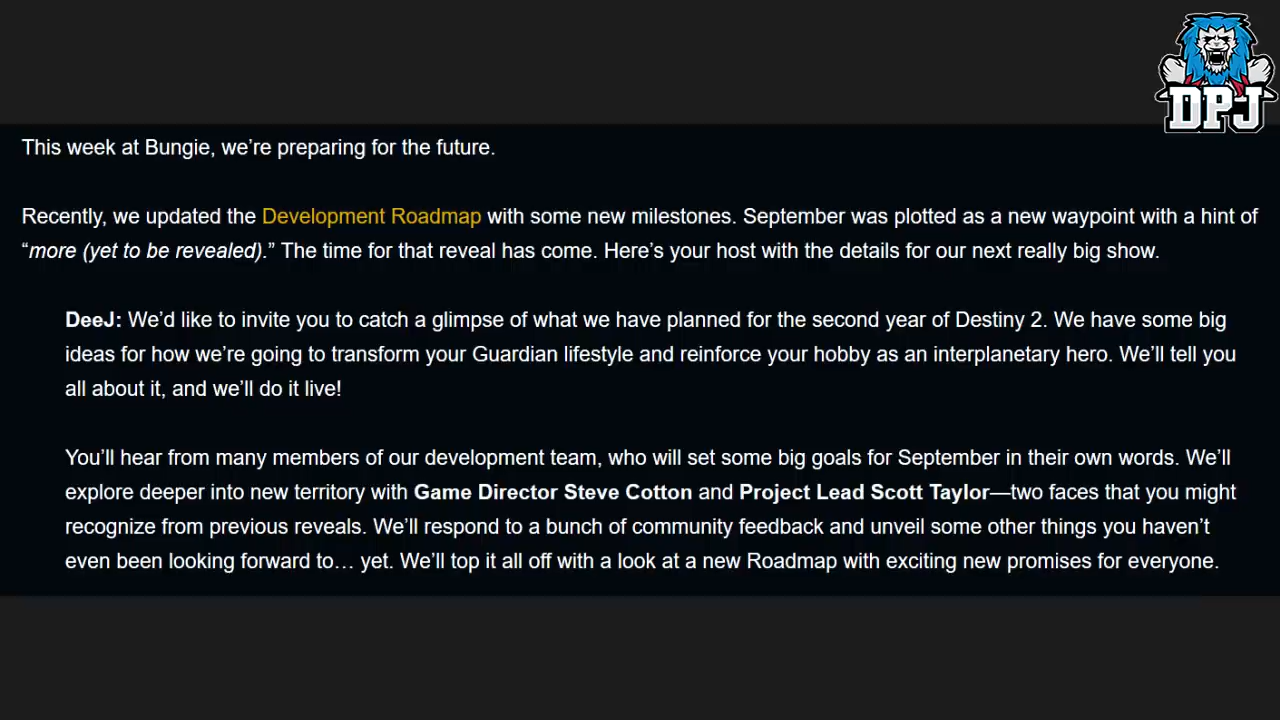 DPJ
This week at Bungie, we’re preparing for the future.
Recently, we updated the Development Roadmap with some new milestones. September was plotted as a new waypoint with a hint of
“more (yet to be revealed).” The time for that reveal has come. Here’s your host with the details for our next really big show.
DeeJ: We’d like to invite you to catch a glimpse of what we have planned for the second year of Destiny 2. We have some big
ideas for how we’re going to transform your Guardian lifestyle and reinforce your hobby as an interplanetary hero. We’ll tell you
all about it, and we’ll do it live!
You’ll hear from many members of our development team, who will set some big goals for September in their own words. We’ll
explore deeper into new territory with Game Director Steve Cotton and Project Lead Scott Taylor—two faces that you might
recognize from previous reveals. We’ll respond to a bunch of community feedback and unveil some other things you haven’t
even been looking forward to… yet. We’ll top it all off with a look at a new Roadmap with exciting new promises for everyone.